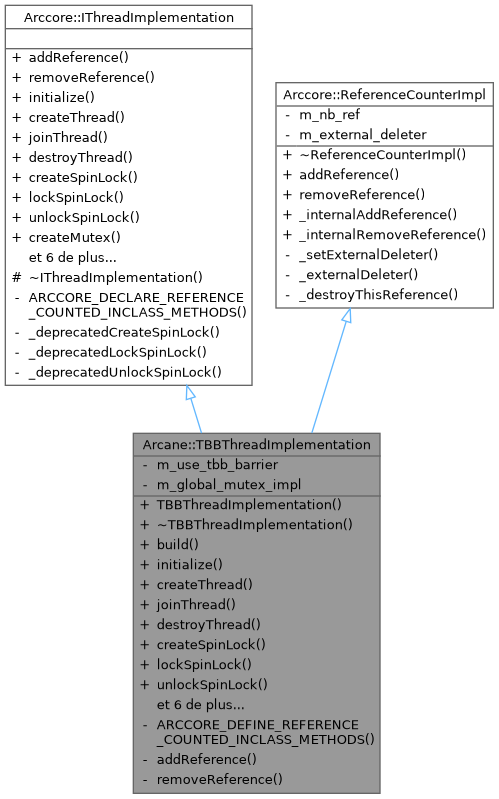 Arccore::IThreadImplementation
+ addReference()
+ removeReference()
+ initialize()
+ createThread()
+ joinThread()
+ destroyThread()
+ createSpinLock()
+ lockSpinLock()
+ unlockSpinLock()
+ createMutex()
et 6 de plus...
# ~IThreadImplementation()
- ARCCORE_DECLARE_REFERENCE
_COUNTED_INCLASS_METHODS()
- _deprecatedCreateSpinLock()
- _deprecatedLockSpinLock()
- _deprecatedUnlockSpinLock()
Arccore::ReferenceCounterImpl
- m_nb_ref
- m_external_deleter
+ ~ReferenceCounterImpl()
+ addReference()
+ removeReference()
+ _internalAddReference()
+ _internalRemoveReference()
- _setExternalDeleter()
- _externalDeleter()
- _destroyThisReference()
Arcane::TBBThreadImplementation
- m_use_tbb_barrier
- m_global_mutex_impl
+ TBBThreadImplementation()
+ ~TBBThreadImplementation()
+ build()
+ initialize()
+ createThread()
+ joinThread()
+ destroyThread()
+ createSpinLock()
+ lockSpinLock()
+ unlockSpinLock()
et 6 de plus...
- ARCCORE_DEFINE_REFERENCE
_COUNTED_INCLASS_METHODS()
- addReference()
- removeReference()